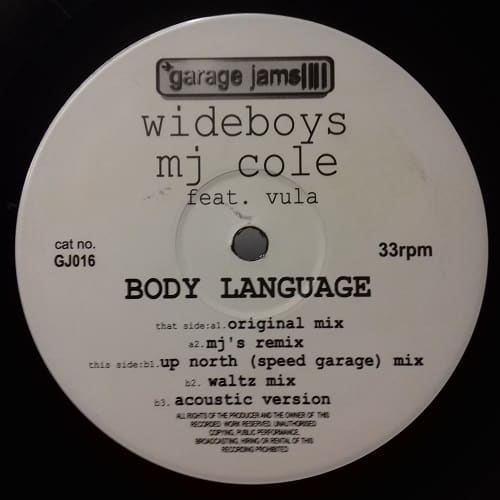 garage jams
wideboys
mj cole
feat. vula
cat no.
GJ016
33rpm
BODY LANGUAGE
that side:a1.original mix
a2.mj's remix
this side:b1.up north (speed garage) mix
b2. waltz mix
b3. acoustic version
ALL RIGHTS OF THE PRODUCER AND THE OWNER OF THIS
RECORDED WORK RESERVED. UNAUTHORISED
COPYING, PUBLIC PERFORMANCE,
BROADCASTING, HIRING OR RENTAL OF THIS
RECORDING PROHIBITED